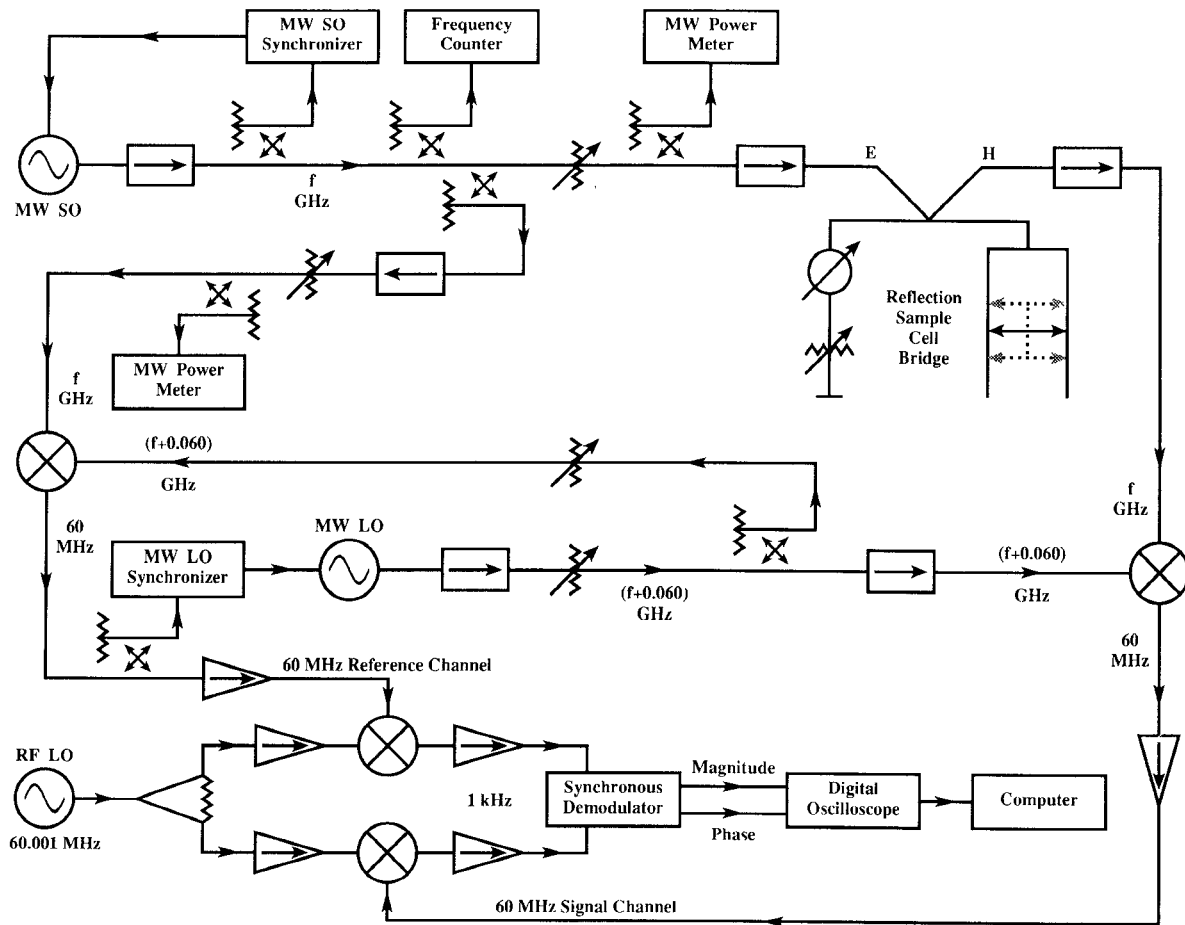 MW SO
Synchronizer
Frequency
Counter
MW Power
Meter
MW SO
f
GHz
E
H
MW Power
Meter
Reflection
Sample
Cell
Bridge
f
GHz
(f+0.060)
GHz
f
GHz
60
MHz
MW LO
Synchronizer
MW LO
(f+0.060)
GHz
(f+0.060)
GHz
60
MHz
60 MHz Reference Channel
RF LO
60.001 MHz
1 kHz
Synchronous
Demodulator
Magnitude
Phase
Digital
Oscilloscope
Computer
60 MHz Signal Channel